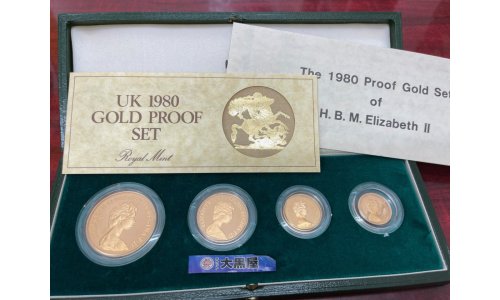 UK 1980
GOLD PROOF
SET
Royal Mint
The 1980 Proof Gold Set
of
H. B. M. Elizabeth II
大黒屋